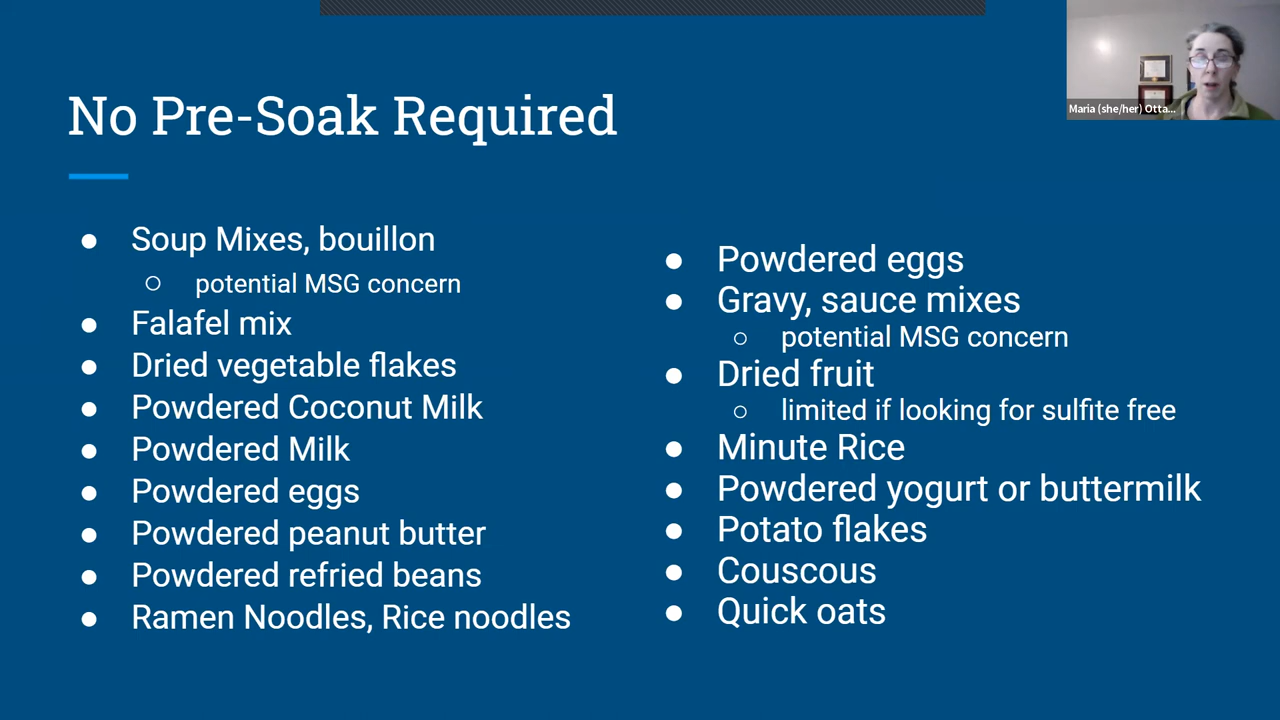 No Pre-Soak Required
● Soup Mixes, bouillon
○ potential MSG concern
● Falafel mix
● Dried vegetable flakes
● Powdered Coconut Milk
● Powdered Milk
● Powdered eggs
● Powdered peanut butter
● Powdered refried beans
● Ramen Noodles, Rice noodles
● Powdered eggs
● Gravy, sauce mixes
○ potential MSG concern
● Dried fruit
○ limited if looking for sulfite free
● Minute Rice
● Powdered yogurt or buttermilk
● Potato flakes
● Couscous
● Quick oats
Maria (she/her) Otta...